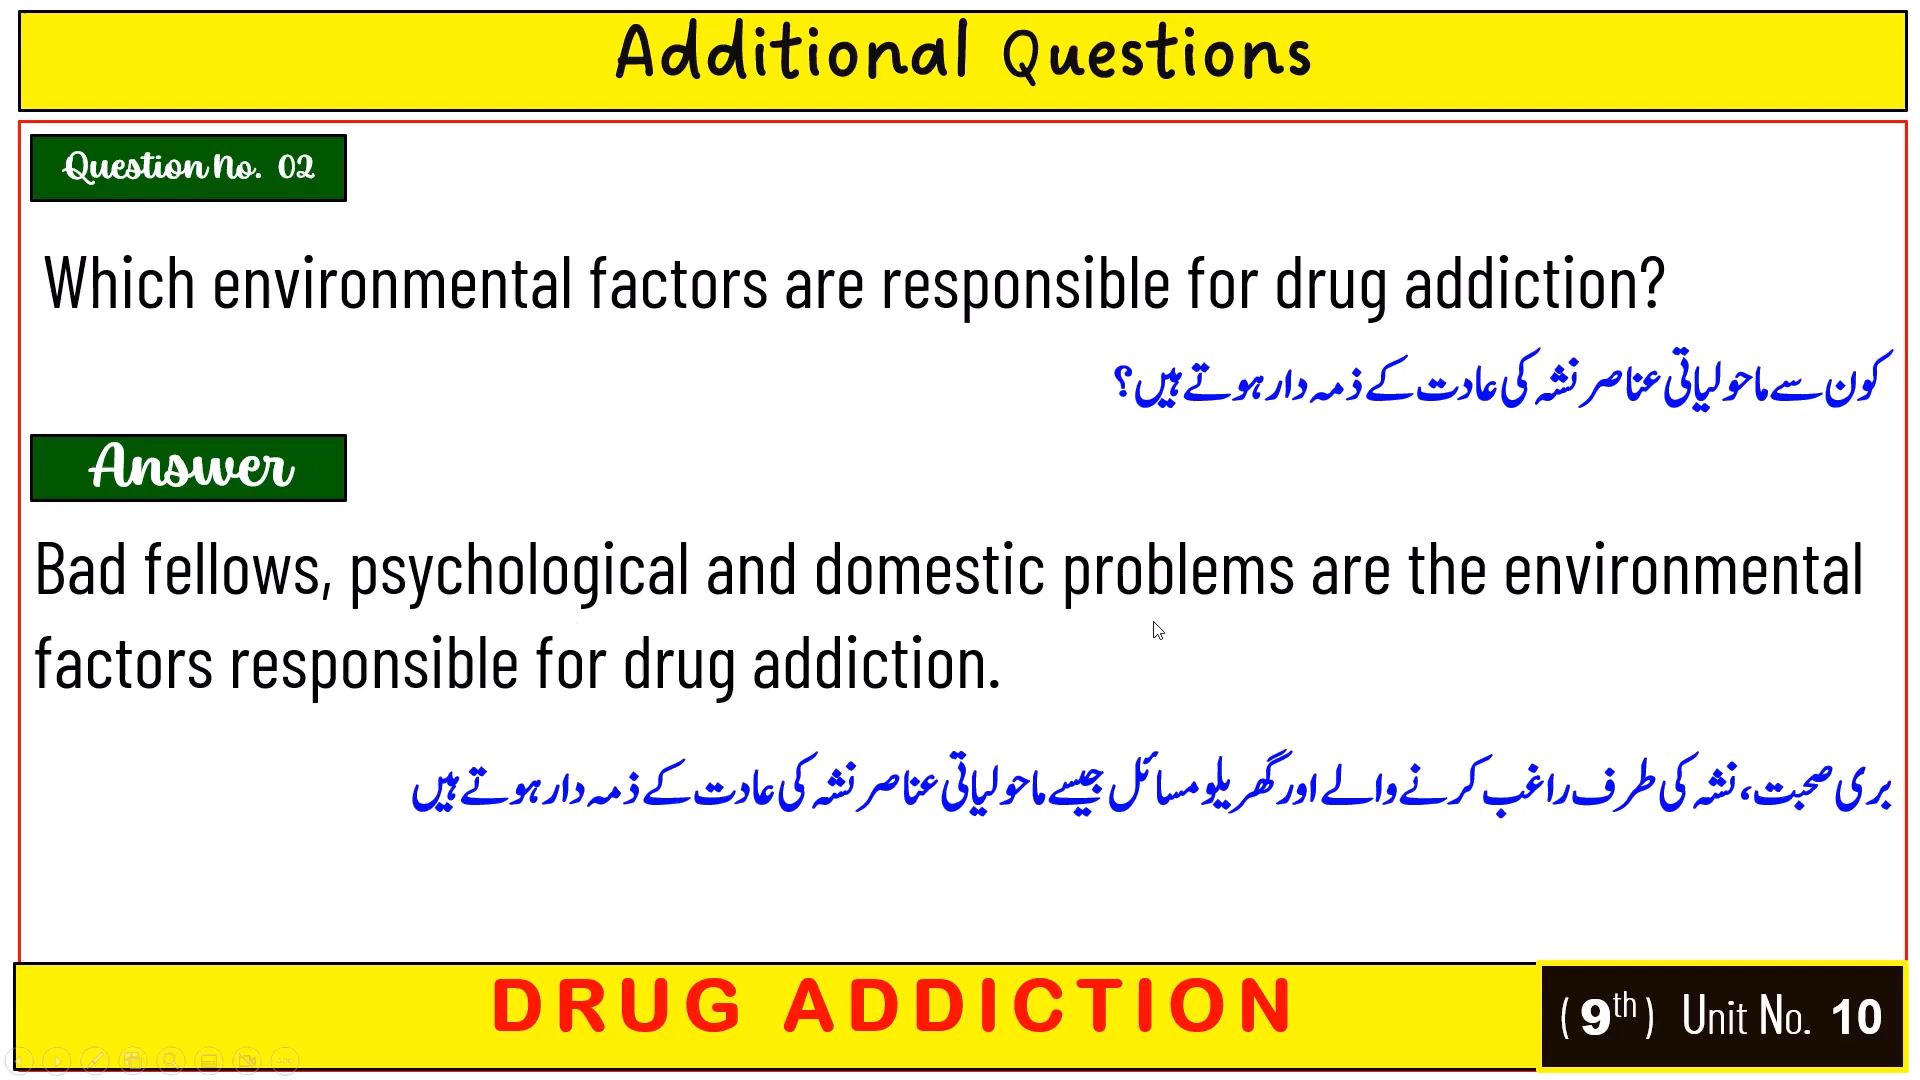 Additional Questions
Question No. 02
Which environmental factors are responsible for drug addiction?
کون سے ماحولیاتی عناصر نشہ کی عادت کے ذمہ دار ہوتے ہیں؟
Answer
Bad fellows, psychological and domestic problems are the environmental
factors responsible for drug addiction.
بری صحبت، نشہ کی طرف راغب کرنے والے اور گھریلو مسائل جیسے ماحولیاتی عناصر نشہ کی عادت کے ذمہ دار ہوتے ہیں
DRUG ADDICTION
( 9th ) Unit No. 10